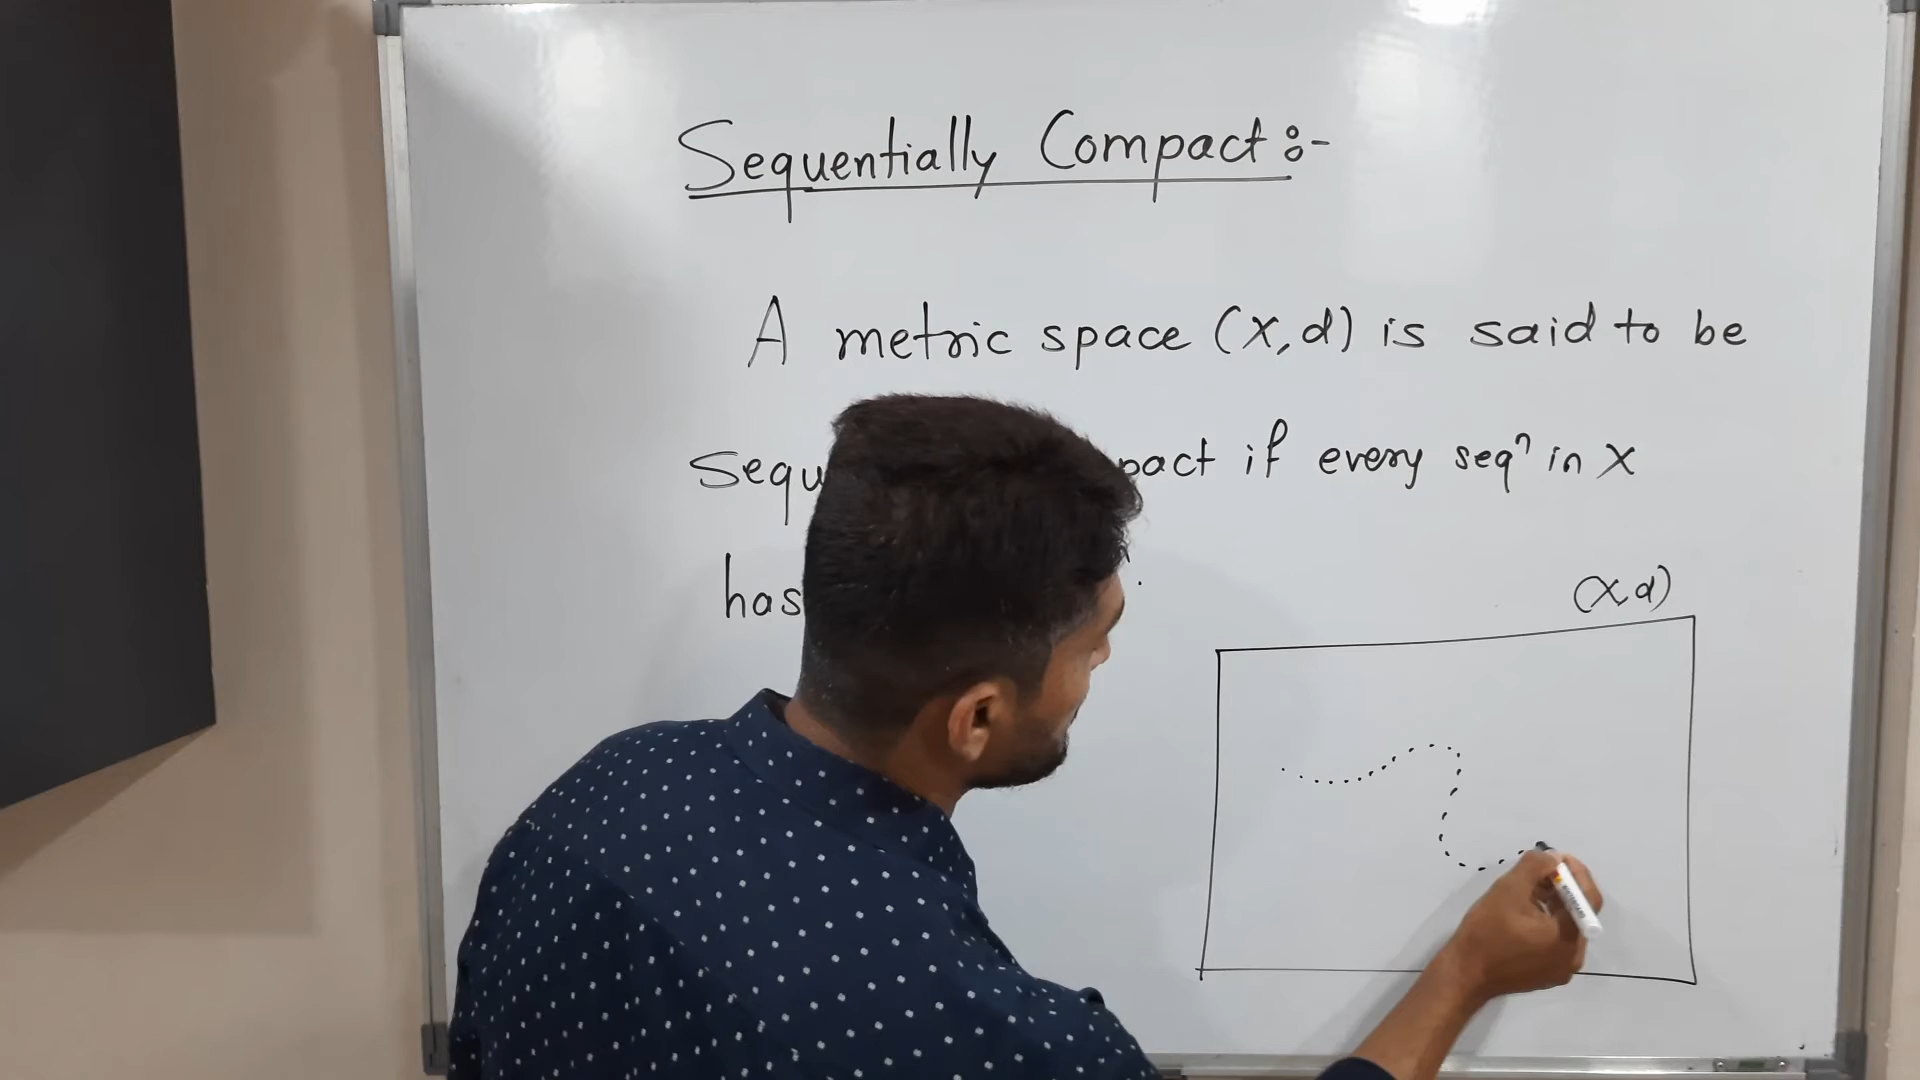 Sequentially Compact :-
A metric space (X, d) is said to be
Sequ pact if every seqⁿ in X
has
(X d)